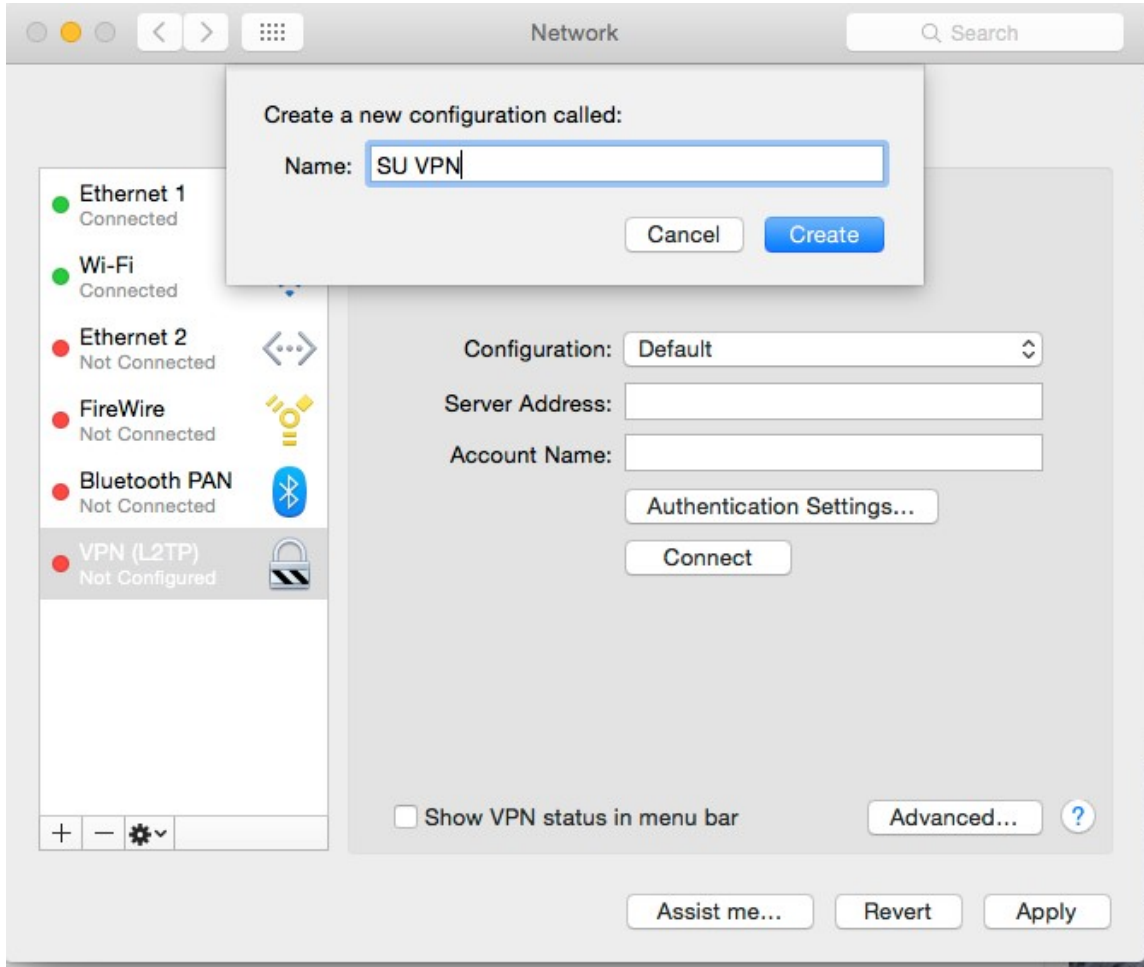 Network
Search
Create a new configuration called:
Name: SU VPN
Cancel Create
Ethernet 1
Connected
Wi-Fi
Connected
Ethernet 2
Not Connected
FireWire
Not Connected
Bluetooth PAN
Not Connected
VPN (L2TP)
Not Configured
Configuration: Default
Server Address:
Account Name:
Authentication Settings...
Connect
Show VPN status in menu bar
Advanced... ?
Assist me... Revert Apply